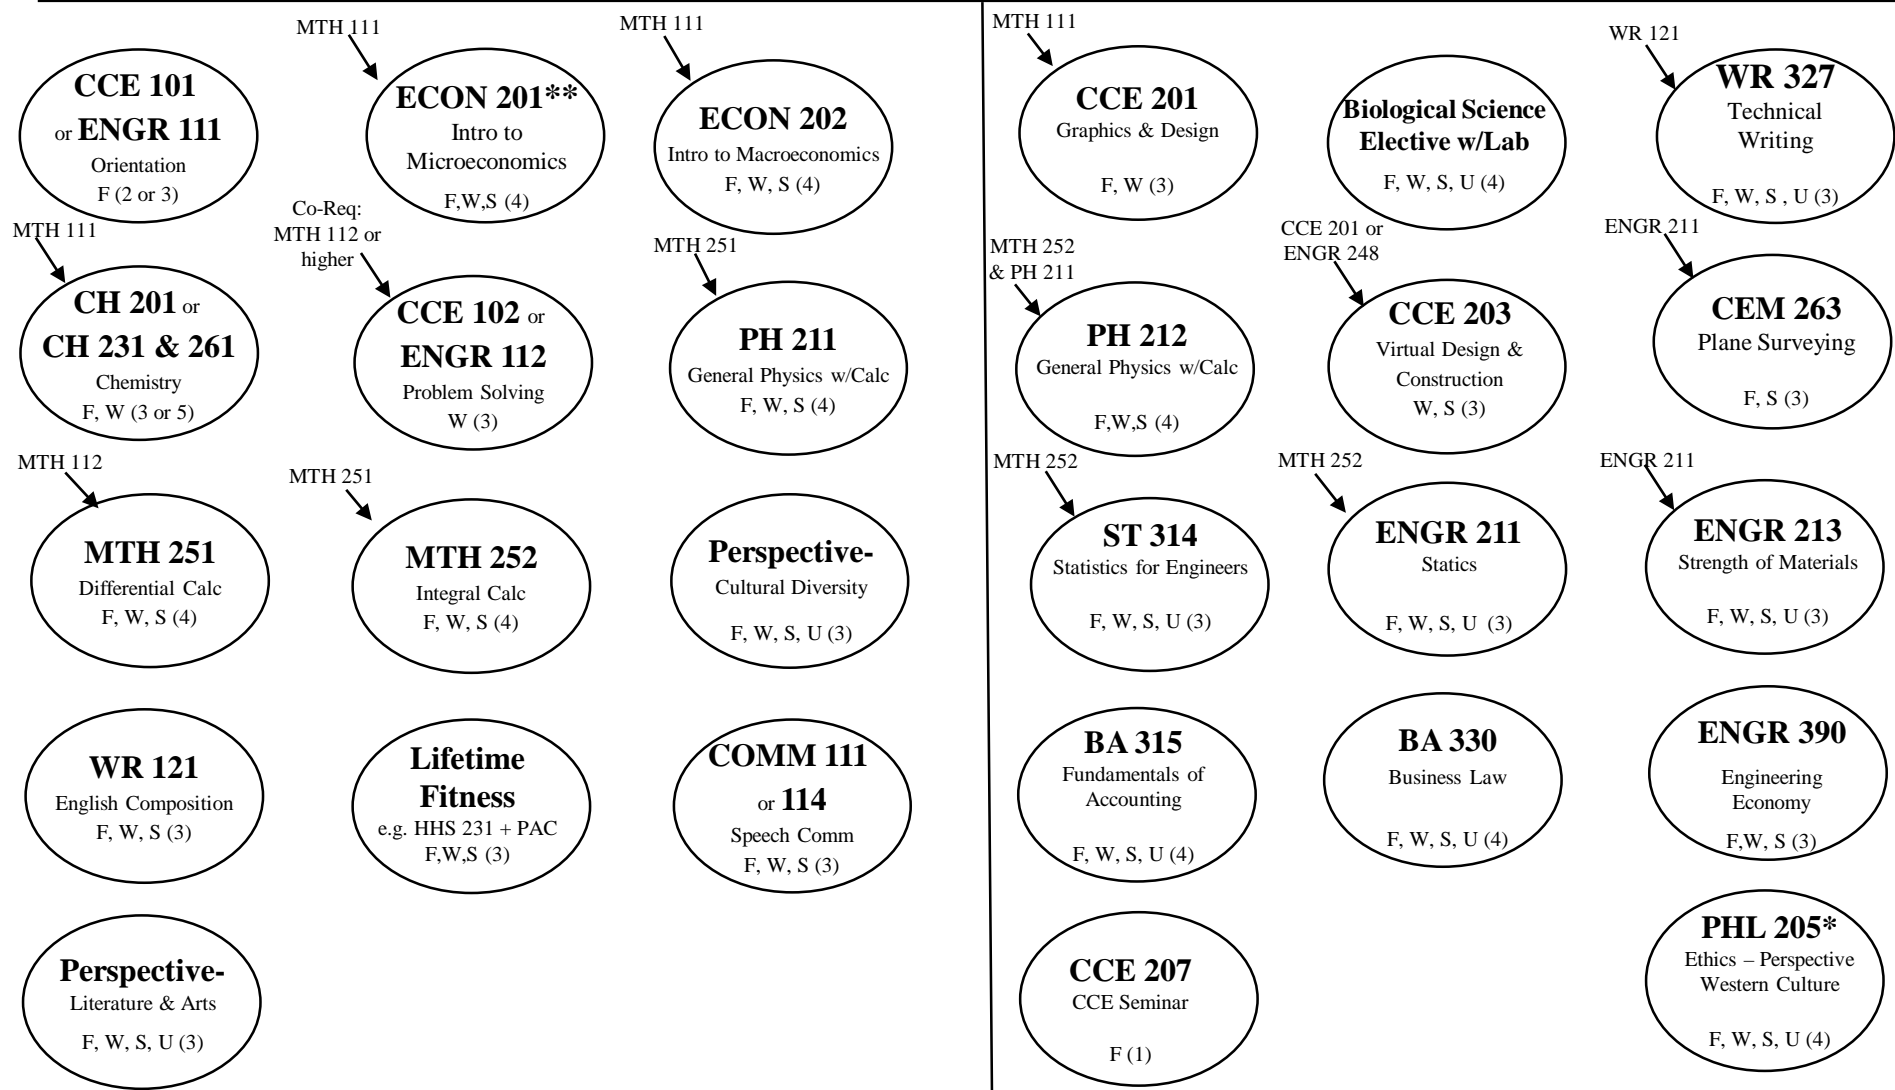 MTH 111
CCE 101
or ENGR 111
Orientation
F (2 or 3)
MTH 111
ECON 201**
Intro to
Microeconomics
F,W,S (4)
MTH 111
ECON 202
Intro to Macroeconomics
F, W, S (4)
MTH 111
CH 201 or
CH 231 & 261
Chemistry
F, W (3 or 5)
Co-Req:
MTH 112 or
higher
CCE 102 or
ENGR 112
Problem Solving
W (3)
MTH 251
PH 211
General Physics w/Calc
F, W, S (4)
MTH 112
MTH 251
Differential Calc
F, W, S (4)
MTH 251
MTH 252
Integral Calc
F, W, S (4)
Perspective-
Cultural Diversity
F, W, S, U (3)
WR 121
English Composition
F, W, S (3)
Lifetime
Fitness
e.g. HHS 231 + PAC
F,W,S (3)
COMM 111
or 114
Speech Comm
F, W, S (3)
Perspective-
Literature & Arts
F, W, S, U (3)
CCE 201
Graphics & Design
F, W (3)
Biological Science
Elective w/Lab
F, W, S, U (4)
WR 121
WR 327
Technical
Writing
F, W, S , U (3)
MTH 252
& PH 211
PH 212
General Physics w/Calc
F,W,S (4)
CCE 201 or
ENGR 248
CCE 203
Virtual Design &
Construction
W, S (3)
ENGR 211
CEM 263
Plane Surveying
F, S (3)
MTH 252
ST 314
Statistics for Engineers
F, W, S, U (3)
MTH 252
ENGR 211
Statics
F, W, S, U (3)
ENGR 211
ENGR 213
Strength of Materials
F, W, S, U (3)
BA 315
Fundamentals of
Accounting
F, W, S, U (4)
BA 330
Business Law
F, W, S, U (4)
ENGR 390
Engineering
Economy
F,W, S (3)
CCE 207
CCE Seminar
F (1)
PHL 205*
Ethics – Perspective
Western Culture
F, W, S, U (4)